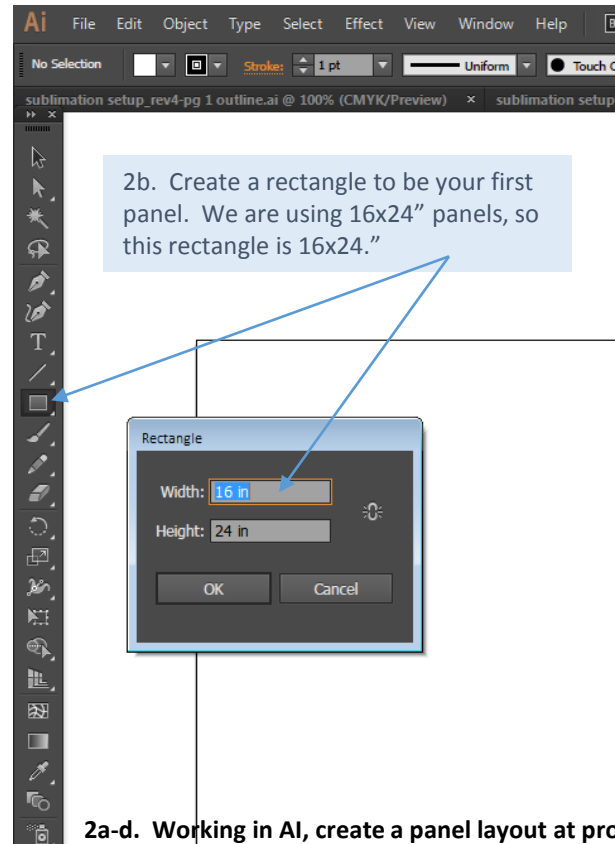 Ai File Edit Object Type Select Effect View Window Help
No Selection Stroke: 1 pt Uniform Touch
sublimation setup_rev4-pg 1 outline.ai @ 100% (CMYK/Preview) × sublimation setup
2b. Create a rectangle to be your first
panel. We are using 16x24” panels, so
this rectangle is 16x24.”
Rectangle
Width: 16 in
Height: 24 in
OK Cancel
2a-d. Working in AI, create a panel layout at pro